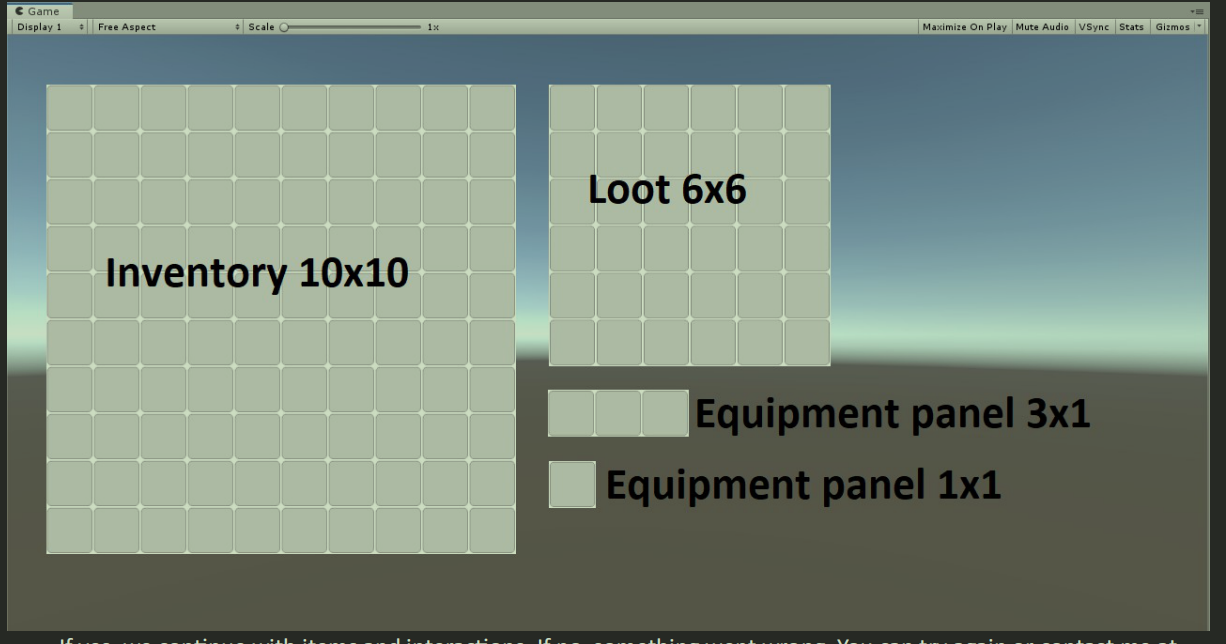 Game
Display 1 Free Aspect Scale 1x Maximize On Play Mute Audio VSync Stats Gizmos
Loot 6x6
Inventory 10x10
Equipment panel 3x1
Equipment panel 1x1
If yes, we continue with items and interactions. If no, something went wrong. You can try again or contact me at